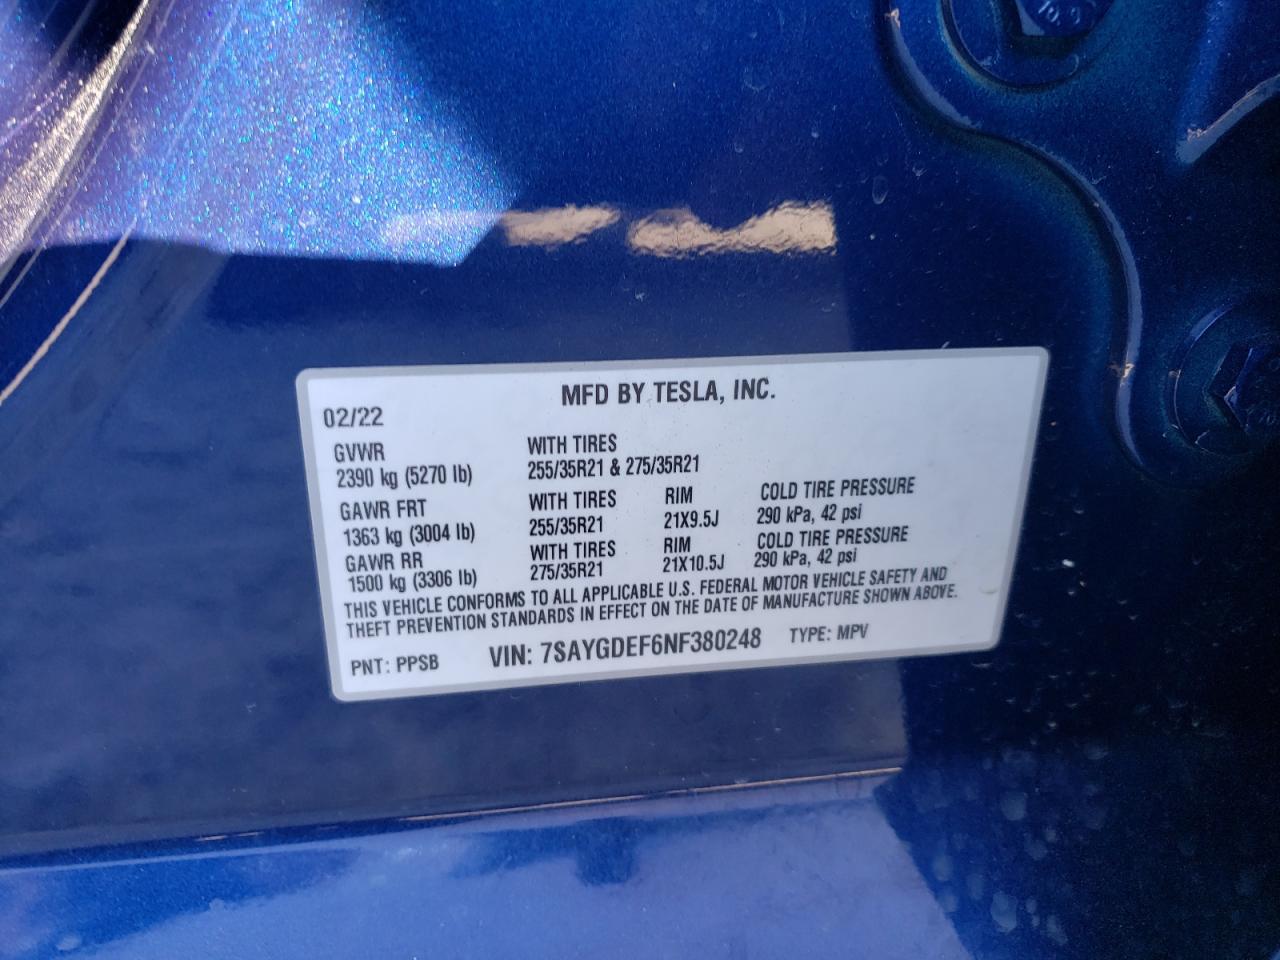 MFD BY TESLA, INC.
02/22
GVWR WITH TIRES
2390 kg (5270 lb) 255/35R21 & 275/35R21
GAWR FRT WITH TIRES RIM COLD TIRE PRESSURE
1363 kg (3004 lb) 255/35R21 21X9.5J 290 kPa, 42 psi
GAWR RR WITH TIRES RIM COLD TIRE PRESSURE
1500 kg (3306 lb) 275/35R21 21X10.5J 290 kPa, 42 psi
THIS VEHICLE CONFORMS TO ALL APPLICABLE U.S. FEDERAL MOTOR VEHICLE SAFETY AND
THEFT PREVENTION STANDARDS IN EFFECT ON THE DATE OF MANUFACTURE SHOWN ABOVE.
PNT: PPSB VIN: 7SAYGDEF6NF380248 TYPE: MPV